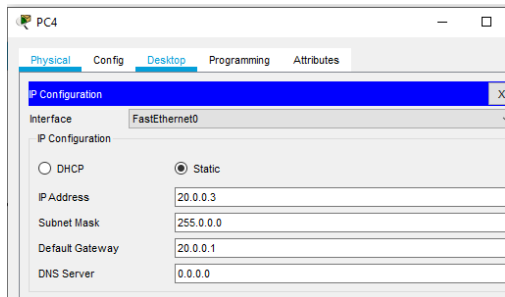 PC4
Physical Config Desktop Programming Attributes
IP Configuration X
Interface FastEthernet0
IP Configuration
DHCP Static
IP Address 20.0.0.3
Subnet Mask 255.0.0.0
Default Gateway 20.0.0.1
DNS Server 0.0.0.0